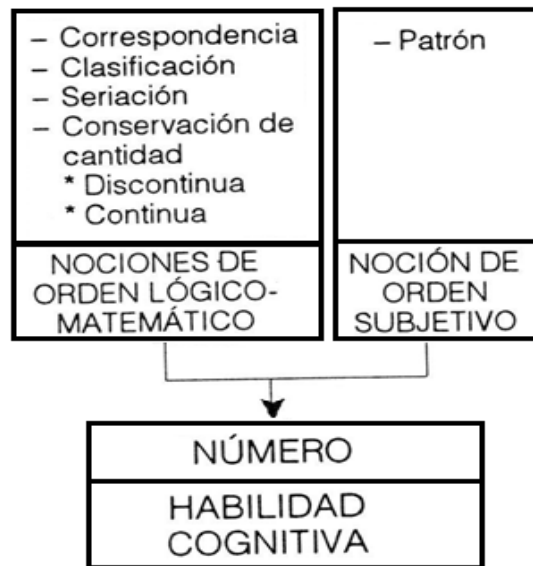 – Correspondencia
– Clasificación
– Seriación
– Conservación de
cantidad
* Discontinua
* Continua
NOCIONES DE
ORDEN LÓGICO-
MATEMÁTICO
– Patrón
NOCIÓN DE
ORDEN
SUBJETIVO
NÚMERO
HABILIDAD
COGNITIVA